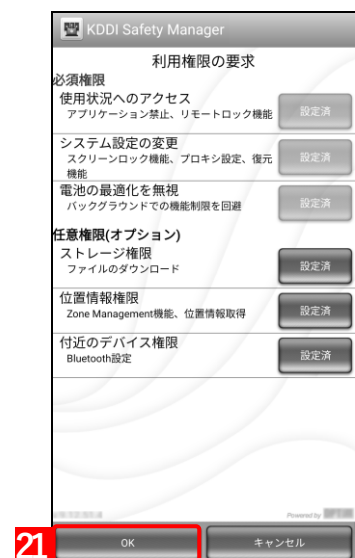 KDDI Safety Manager
利用権限の要求
必須権限
使用状況へのアクセス
アプリケーション禁止、リモートロック機能
設定済
システム設定の変更
スクリーンロック機能、プロキシ設定、復元
機能
設定済
電池の最適化を無視
バックグラウンドでの機能制限を回避
設定済
任意権限(オプション)
ストレージ権限
ファイルのダウンロード
設定済
位置情報権限
Zone Management機能、位置情報取得
設定済
付近のデバイス権限
Bluetooth設定
設定済
Powered by
21
OK
キャンセル